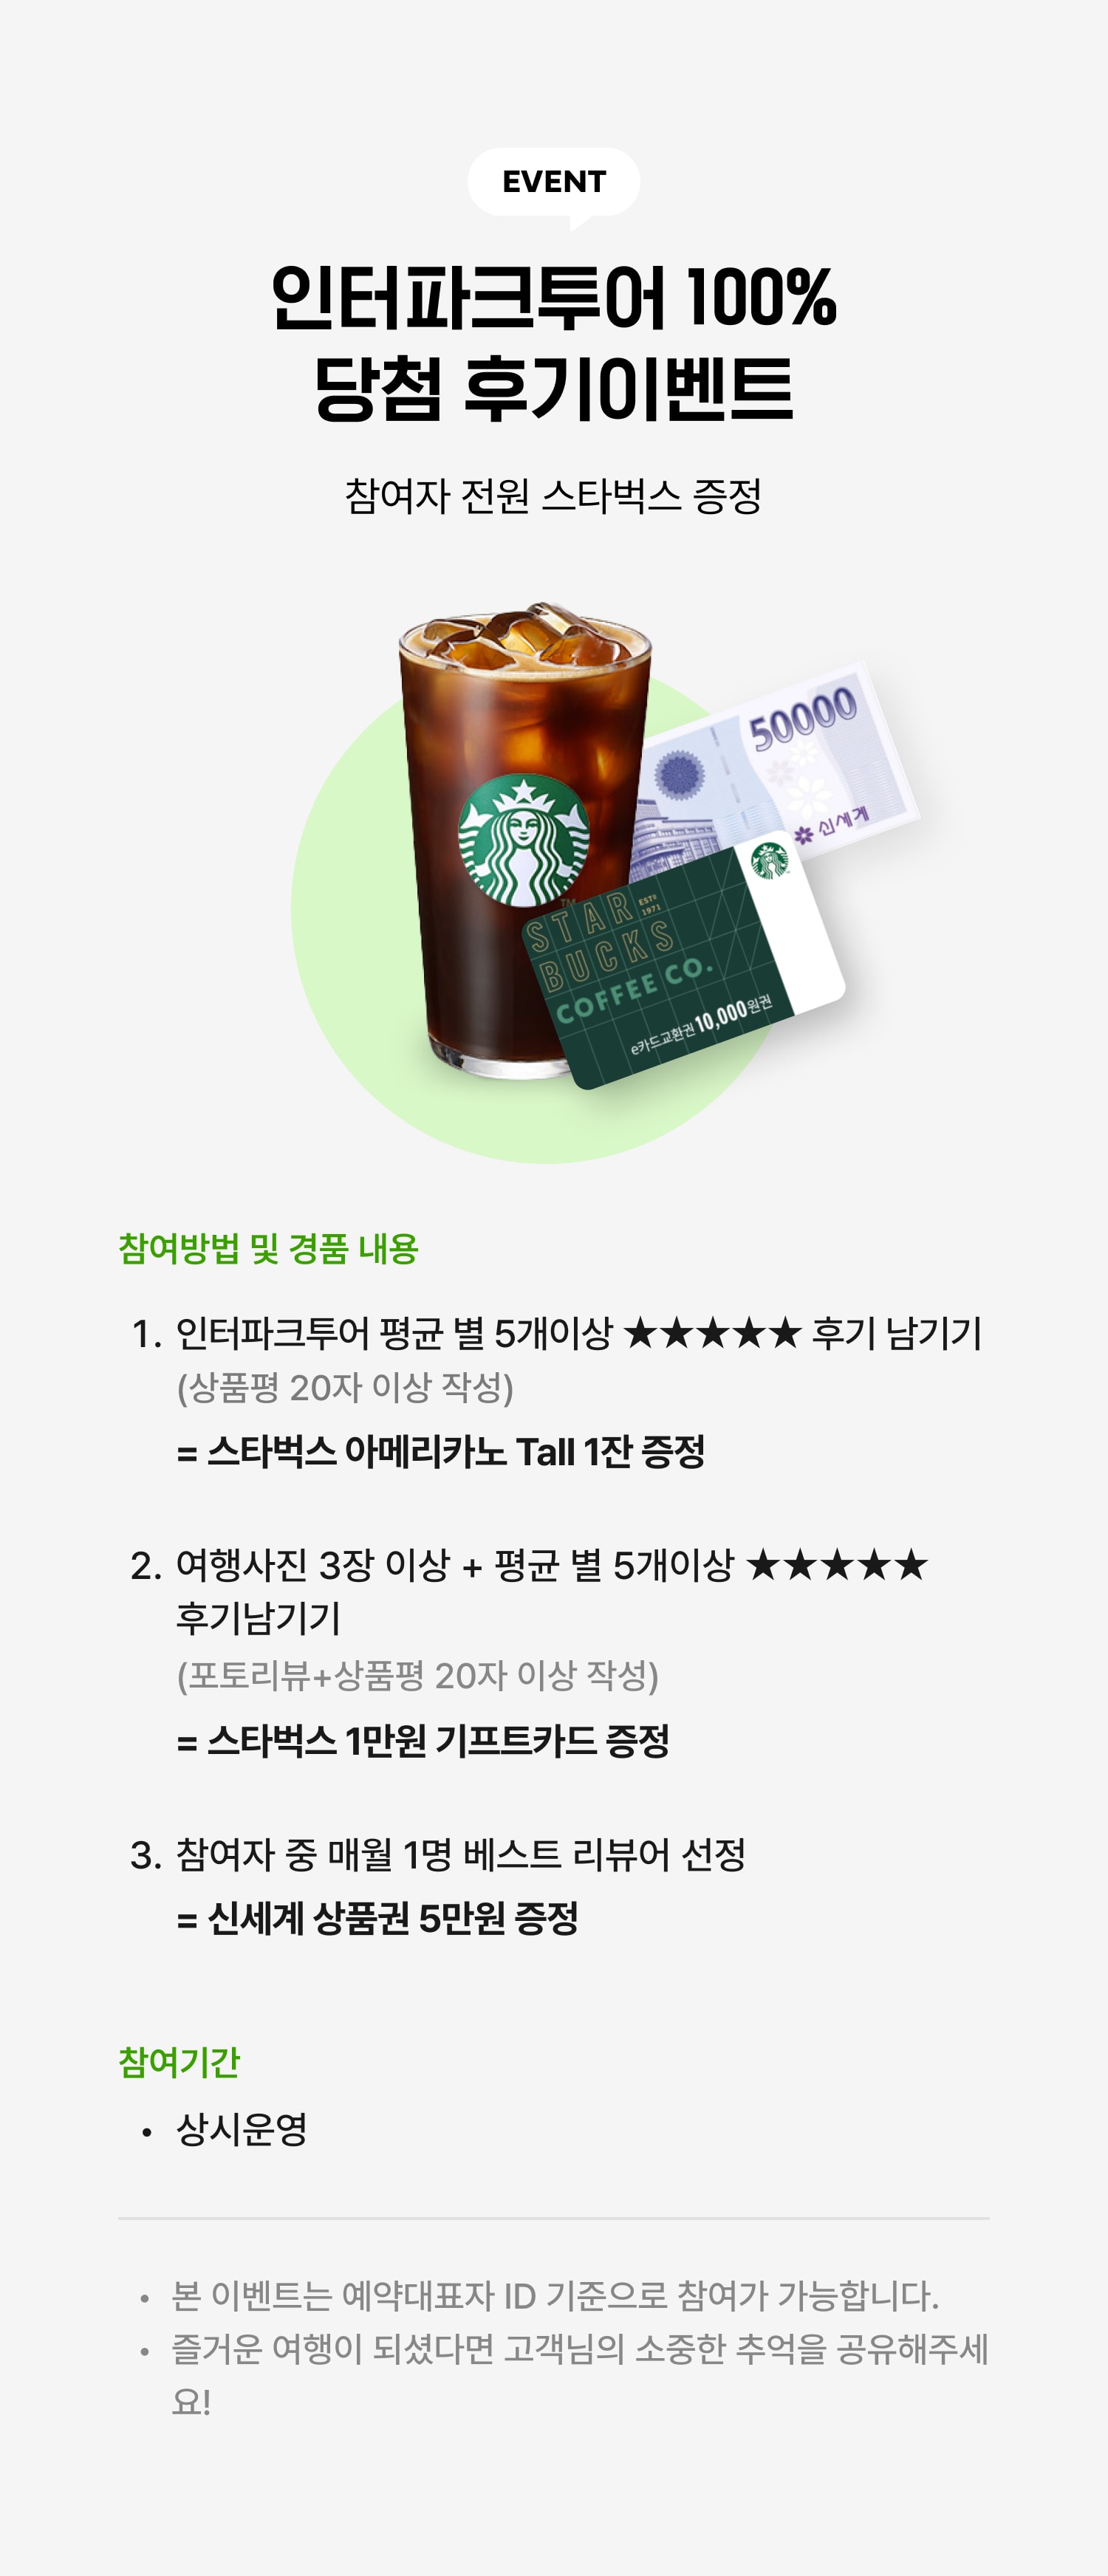 EVENT
인터파크투어 100%
당첨 후기이벤트
참여자 전원 스타벅스 증정
50000
신세계
TM
STAR
ESTD
1971
BUCKS
COFFEE CO.
e카드교환권 10,000원권
참여방법 및 경품 내용
1. 인터파크투어 평균 별 5개이상 ★★★★★ 후기 남기기
(상품평 20자 이상 작성)
= 스타벅스 아메리카노 Tall 1잔 증정
2. 여행사진 3장 이상 + 평균 별 5개이상 ★★★★★
후기남기기
(포토리뷰+상품평 20자 이상 작성)
= 스타벅스 1만원 기프트카드 증정
3. 참여자 중 매월 1명 베스트 리뷰어 선정
= 신세계 상품권 5만원 증정
참여기간
• 상시운영
• 본 이벤트는 예약대표자 ID 기준으로 참여가 가능합니다.
• 즐거운 여행이 되셨다면 고객님의 소중한 추억을 공유해주세
요!